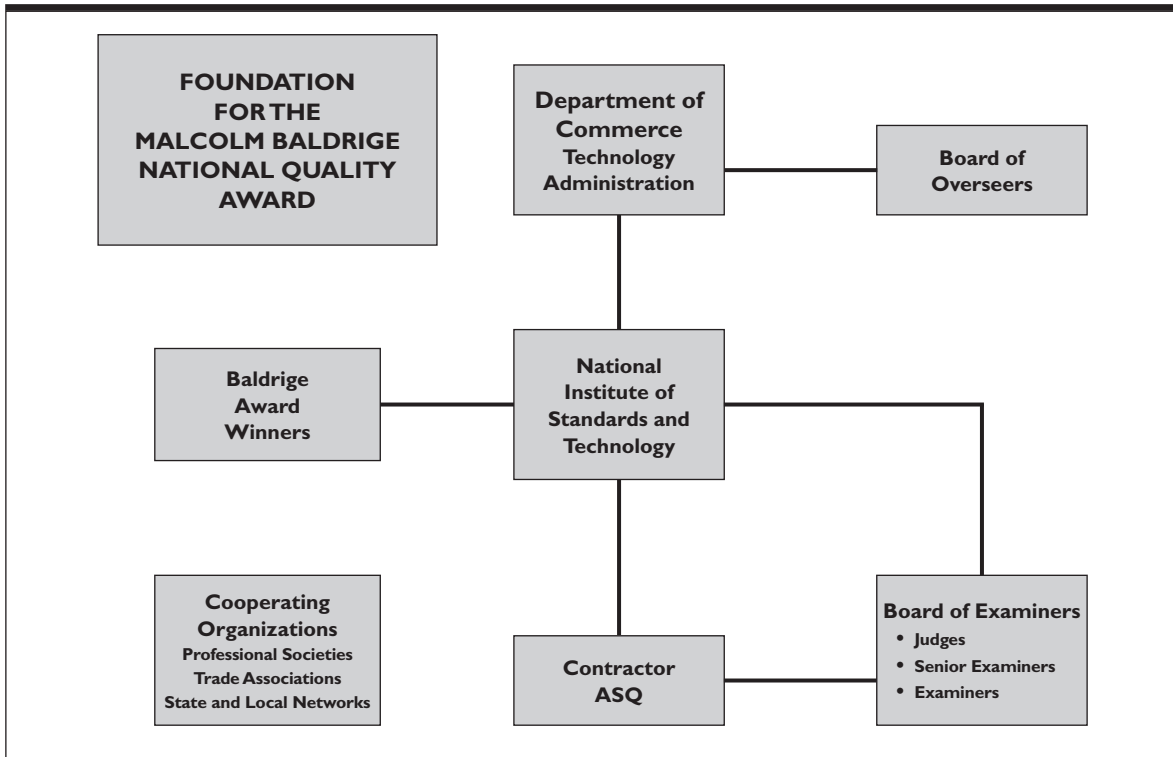 FOUNDATION
FOR THE
MALCOLM BALDRIGE
NATIONAL QUALITY
AWARD
Department of
Commerce
Technology
Administration
Board of
Overseers
Baldrige
Award
Winners
National
Institute of
Standards and
Technology
Cooperating
Organizations
Professional Societies
Trade Associations
State and Local Networks
Contractor
ASQ
Board of Examiners
• Judges
• Senior Examiners
• Examiners